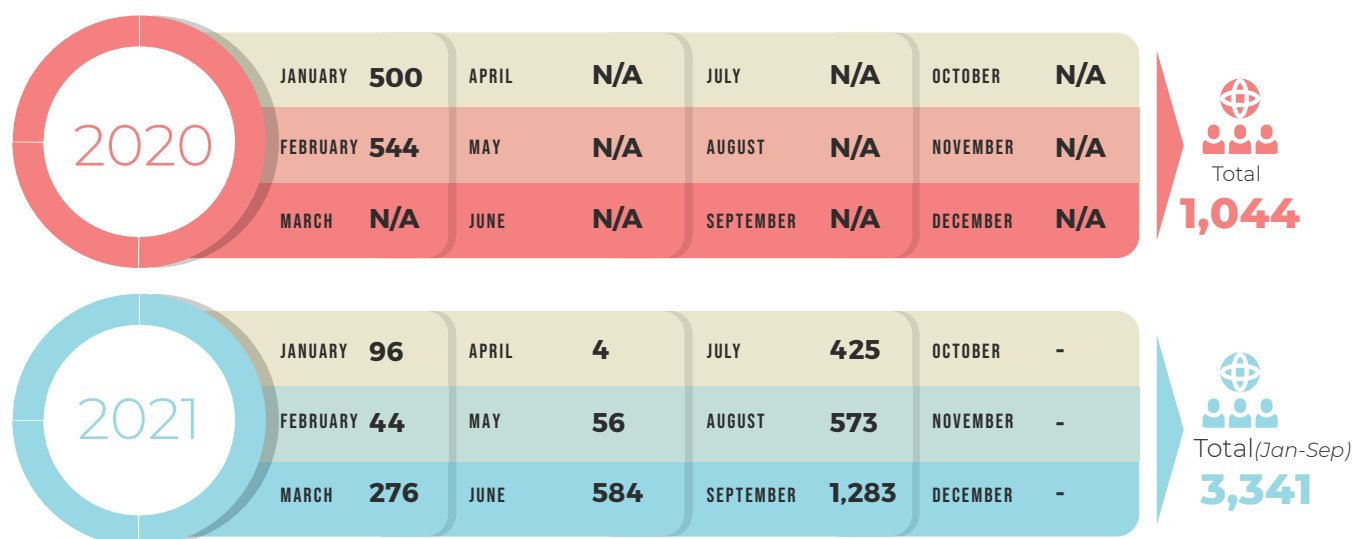 2020
JANUARY 500 APRIL N/A JULY N/A OCTOBER N/A
FEBRUARY 544 MAY N/A AUGUST N/A NOVEMBER N/A
MARCH N/A JUNE N/A SEPTEMBER N/A DECEMBER N/A
Total
1,044
2021
JANUARY 96 APRIL 4 JULY 425 OCTOBER -
FEBRUARY 44 MAY 56 AUGUST 573 NOVEMBER -
MARCH 276 JUNE 584 SEPTEMBER 1,283 DECEMBER -
Total(Jan-Sep)
3,341